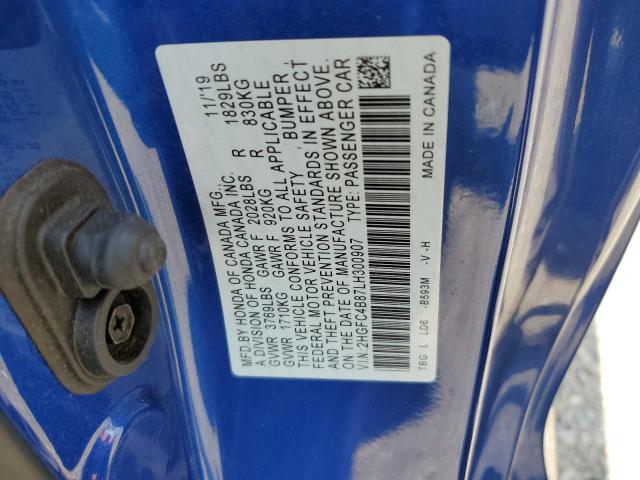 MFD.BY HONDA OF CANADA MFG., 11/19
A DIVISION OF HONDA CANADA INC.
GVWR 3769LBS GAWR F 2028LBS R 1829LBS
GVWR 1710KG GAWR F 920KG R 830KG
THIS VEHICLE CONFORMS TO ALL APPLICABLE
FEDERAL MOTOR VEHICLE SAFETY, BUMPER,
AND THEFT PREVENTION STANDARDS IN EFFECT
ON THE DATE OF MANUFACTURE SHOWN ABOVE.
V.I.N. 2HGFC4B87LH300907 TYPE: PASSENGER CAR
TBG L LD6 -B593M -V-H MADE IN CANADA